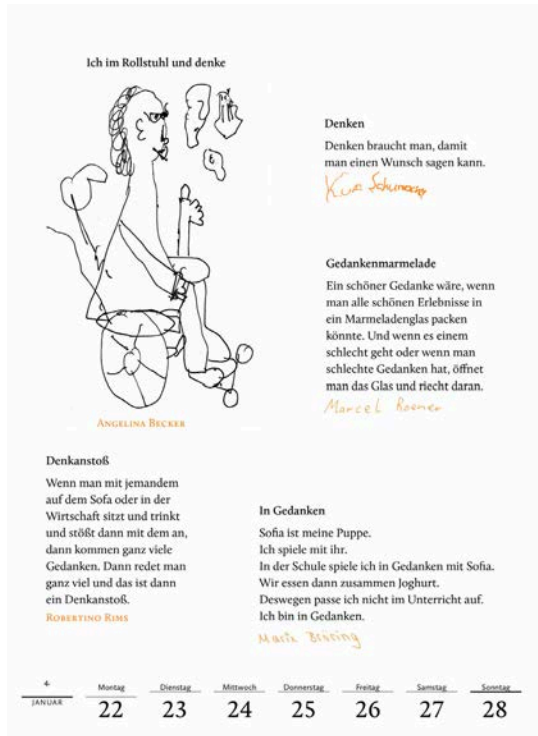 Ich im Rollstuhl und denke
ANGELINA BECKER
Denken
Denken braucht man, damit
man einen Wunsch sagen kann.
Gedankenmarmelade
Ein schöner Gedanke wäre, wenn
man alle schönen Erlebnisse in
ein Marmeladenglas packen
könnte. Und wenn es einem
schlecht geht oder wenn man
schlechte Gedanken hat, öffnet
man das Glas und riecht daran.
Marcel Roener
Denkanstoß
Wenn man mit jemandem
auf dem Sofa oder in der
Wirtschaft sitzt und trinkt
und stößt dann mit dem an,
dann kommen ganz viele
Gedanken. Dann redet man
ganz viel und das ist dann
ein Denkanstoß.
ROBERTINO RIMS
In Gedanken
Sofia ist meine Puppe.
Ich spiele mit ihr.
In der Schule spiele ich in Gedanken mit Sofia.
Wir essen dann zusammen Joghurt.
Deswegen passe ich nicht im Unterricht auf.
Ich bin in Gedanken.
Maria
4.
JANUAR
Montag Dienstag Mittwoch Donnerstag Freitag Samstag Sonntag
22 23 24 25 26 27 28